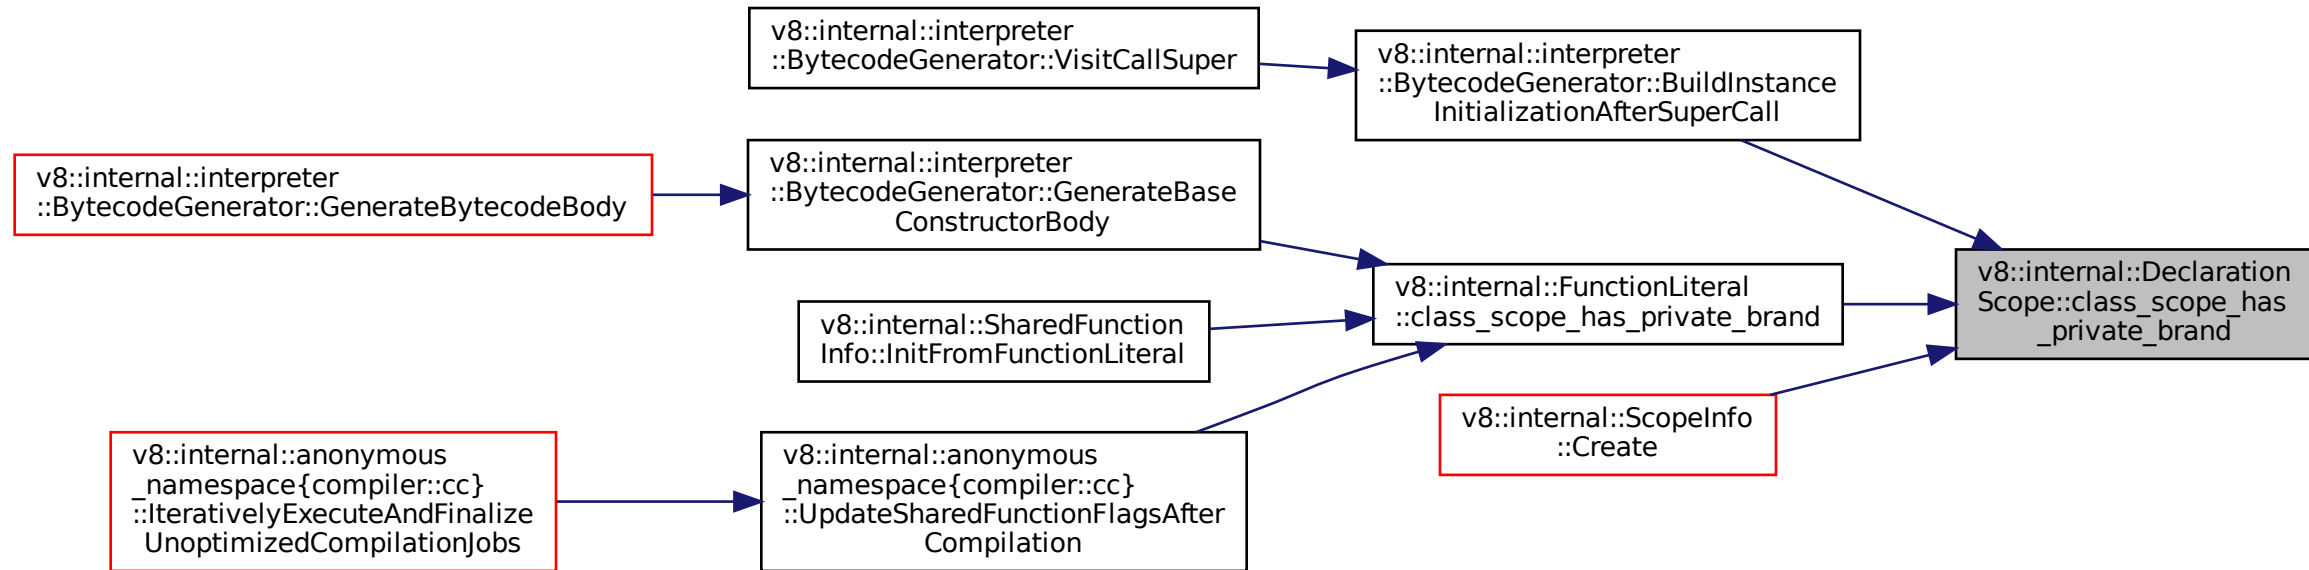 v8::internal::interpreter
::BytecodeGenerator::VisitCallSuper
v8::internal::interpreter
::BytecodeGenerator::BuildInstance
InitializationAfterSuperCall
v8::internal::interpreter
::BytecodeGenerator::GenerateBytecodeBody
v8::internal::interpreter
::BytecodeGenerator::GenerateBase
ConstructorBody
v8::internal::Declaration
Scope::class_scope_has
_private_brand
v8::internal::FunctionLiteral
::class_scope_has_private_brand
v8::internal::SharedFunction
Info::InitFromFunctionLiteral
v8::internal::ScopeInfo
::Create
v8::internal::anonymous
_namespace{compiler::cc}
::IterativelyExecuteAndFinalize
UnoptimizedCompilationJobs
v8::internal::anonymous
_namespace{compiler::cc}
::UpdateSharedFunctionFlagsAfter
Compilation